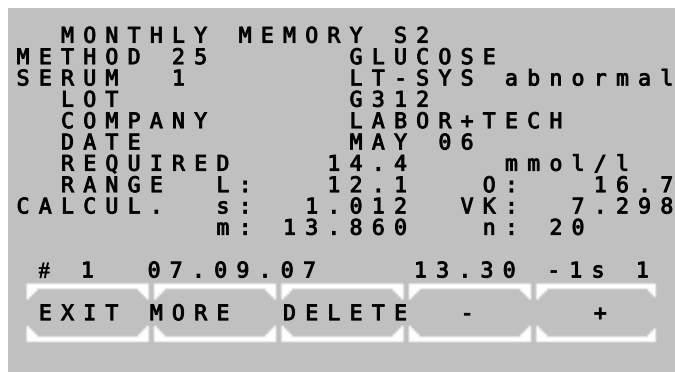 MONTHLY MEMORY S2
METHOD 25 GLUCOSE
SERUM 1 LT-SYS abnormal
LOT G312
COMPANY LABOR+TECH
DATE MAY 06
REQUIRED 14.4 mmol/l
RANGE L: 12.1 O: 16.7
CALCUL. s: 1.012 VK: 7.298
m: 13.860 n: 20
# 1 07.09.07 13.30 -1s 1
EXIT MORE DELETE - +